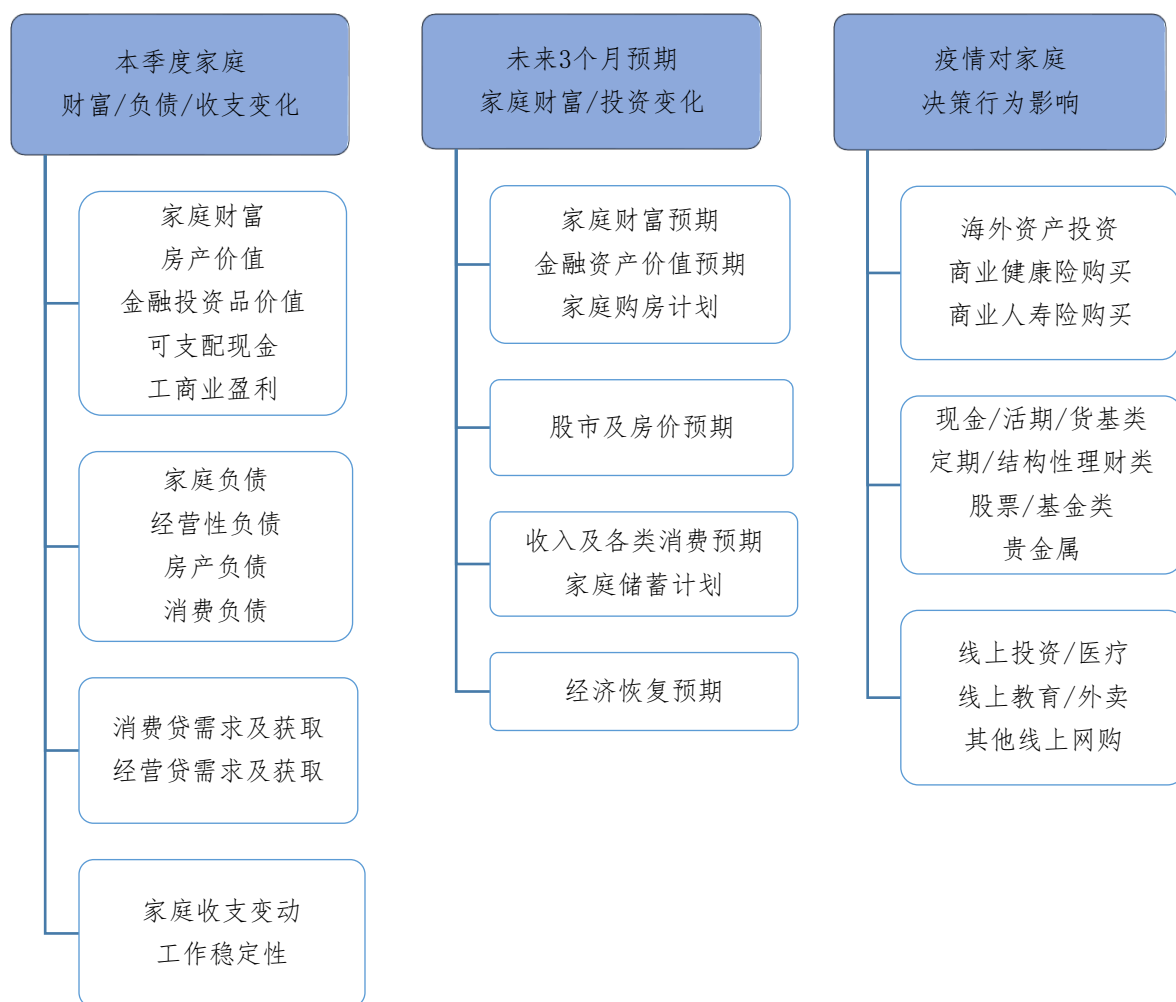 本季度家庭
财富/负债/收支变化
家庭财富
房产价值
金融投资品价值
可支配现金
工商业盈利
家庭负债
经营性负债
房产负债
消费负债
消费贷需求及获取
经营贷需求及获取
家庭收支变动
工作稳定性
未来3个月预期
家庭财富/投资变化
家庭财富预期
金融资产价值预期
家庭购房计划
股市及房价预期
收入及各类消费预期
家庭储蓄计划
经济恢复预期
疫情对家庭
决策行为影响
海外资产投资
商业健康险购买
商业人寿险购买
现金/活期/货基类
定期/结构性理财类
股票/基金类
贵金属
线上投资/医疗
线上教育/外卖
其他线上网购